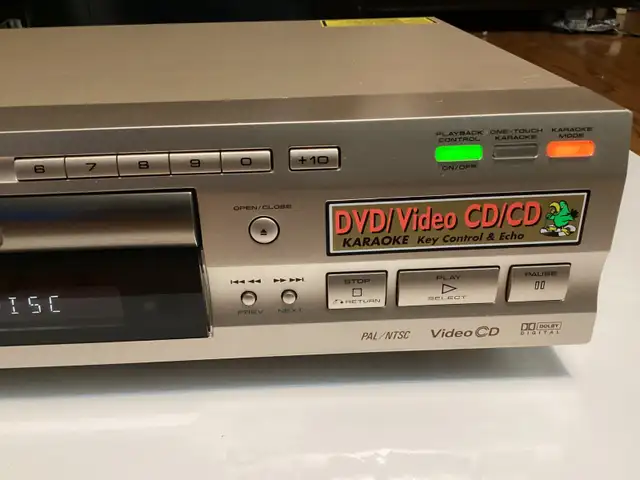 PLAYBACK CONTROL
ONE-TOUCH KARAOKE
KARAOKE MODE
ON/OFF
6 7 8 9 0 +10
OPEN/CLOSE
DVD/Video CD/CD
KARAOKE Key Control & Echo
STOP
RETURN
PLAY
SELECT
PAUSE
PREV
NEXT
ISC
PAL/NTSC
Video CD
DOLBY
DIGITAL